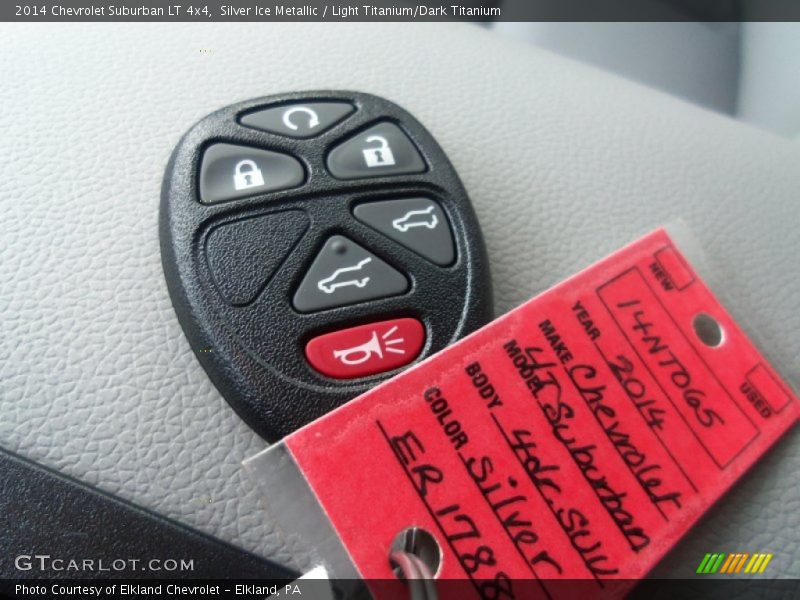 2014 Chevrolet Suburban LT 4x4, Silver Ice Metallic / Light Titanium/Dark Titanium
NEW
USED
14NT065
YEAR 2014
MAKE Chevrolet
MODEL Suburban
BODY 4dr SUV
COLOR Silver
ER1788
GTCARLOT.COM
Photo Courtesy of Elkland Chevrolet - Elkland, PA